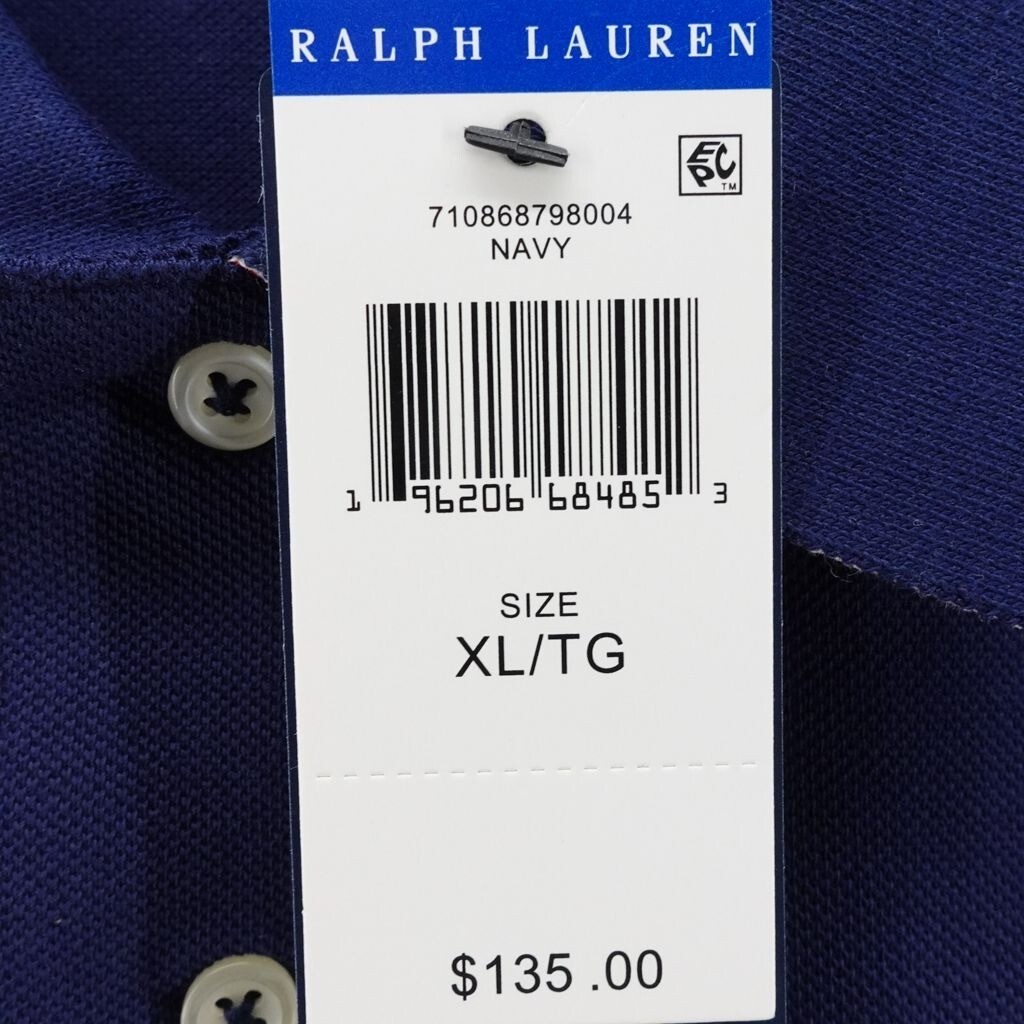 RALPH LAUREN
EPC TM
710868798004
NAVY
1 96206 68485 3
SIZE
XL/TG
$135.00